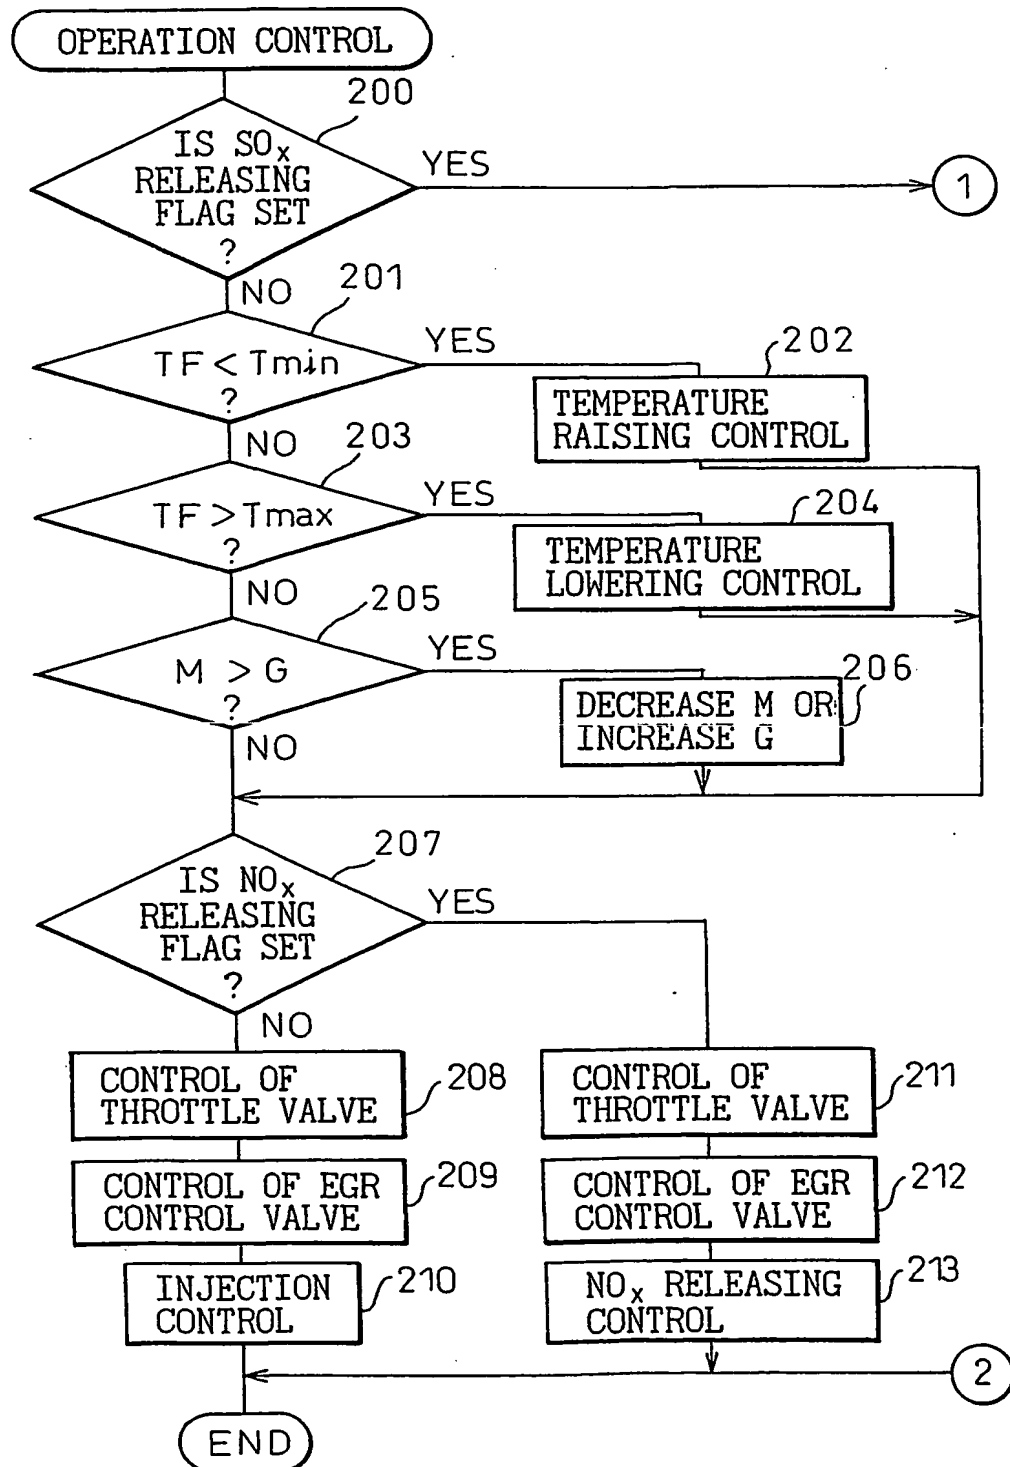 OPERATION CONTROL
200
IS SOx
RELEASING
FLAG SET
?
YES
1
NO
201
TF < Tmin
?
YES
202
TEMPERATURE
RAISING CONTROL
NO
203
TF > Tmax
?
YES
204
TEMPERATURE
LOWERING CONTROL
NO
205
M > G
?
YES
206
DECREASE M OR
INCREASE G
NO
207
IS NOx
RELEASING
FLAG SET
?
YES
NO
CONTROL OF
THROTTLE VALVE
208
CONTROL OF
THROTTLE VALVE
211
CONTROL OF EGR
CONTROL VALVE
209
CONTROL OF EGR
CONTROL VALVE
212
INJECTION
CONTROL
210
NOx RELEASING
CONTROL
213
2
END